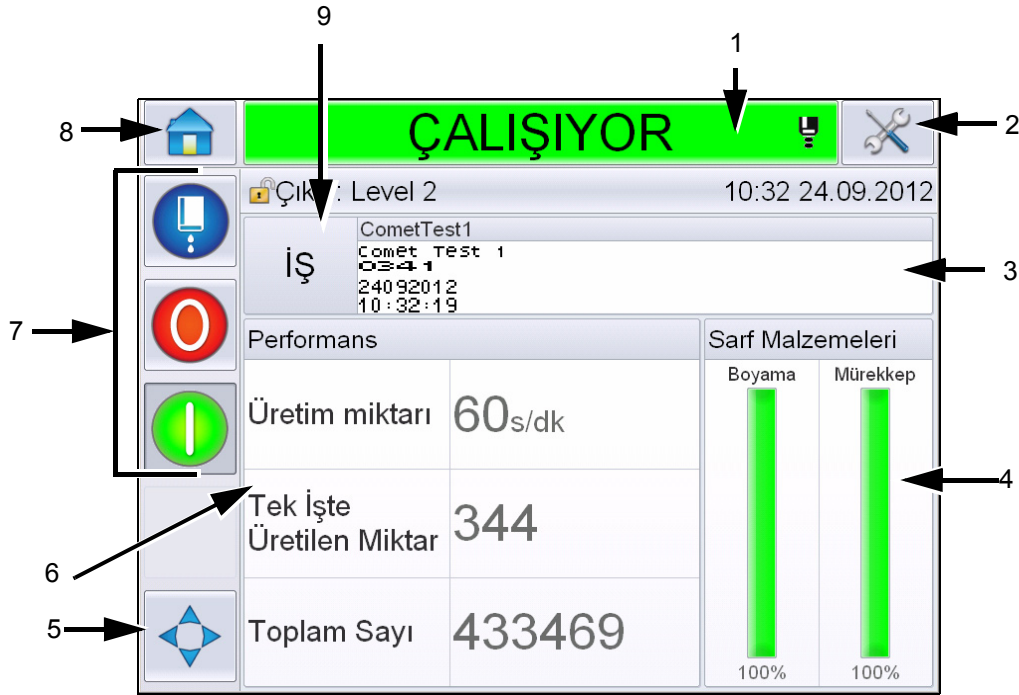 9
1
8
ÇALIŞIYOR
2
Level 2
10:32 24.09.2012
CometTest1
İŞ
Comet Test 1
0341
24092012
10:32:19
3
7
Performans
Sarf Malzemeleri
Boyama
Mürekkep
Üretim miktarı
60s/dk
4
Tek İşte
Üretilen Miktar
344
6
5
Toplam Sayı
433469
100%
100%